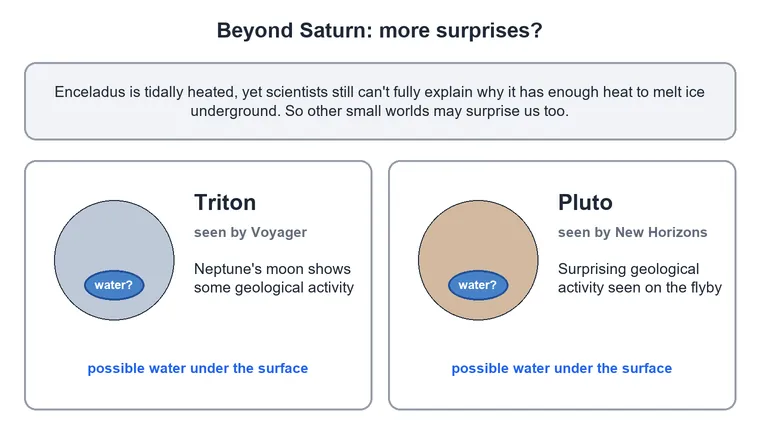 Beyond Saturn: more surprises?
Enceladus is tidally heated, yet scientists still can't fully explain why it has enough heat to melt ice
underground. So other small worlds may surprise us too.
Triton
seen by Voyager
Neptune's moon shows
some geological activity
water?
possible water under the surface
Pluto
seen by New Horizons
Surprising geological
activity seen on the flyby
water?
possible water under the surface